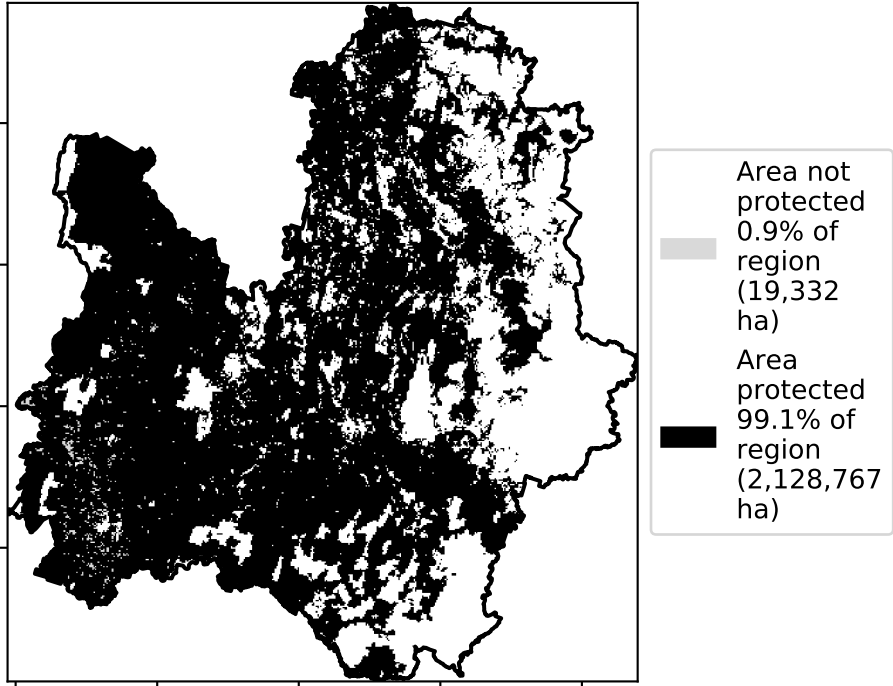 Area not
protected
0.9% of
region
(19,332
ha)
Area
protected
99.1% of
region
(2,128,767
ha)